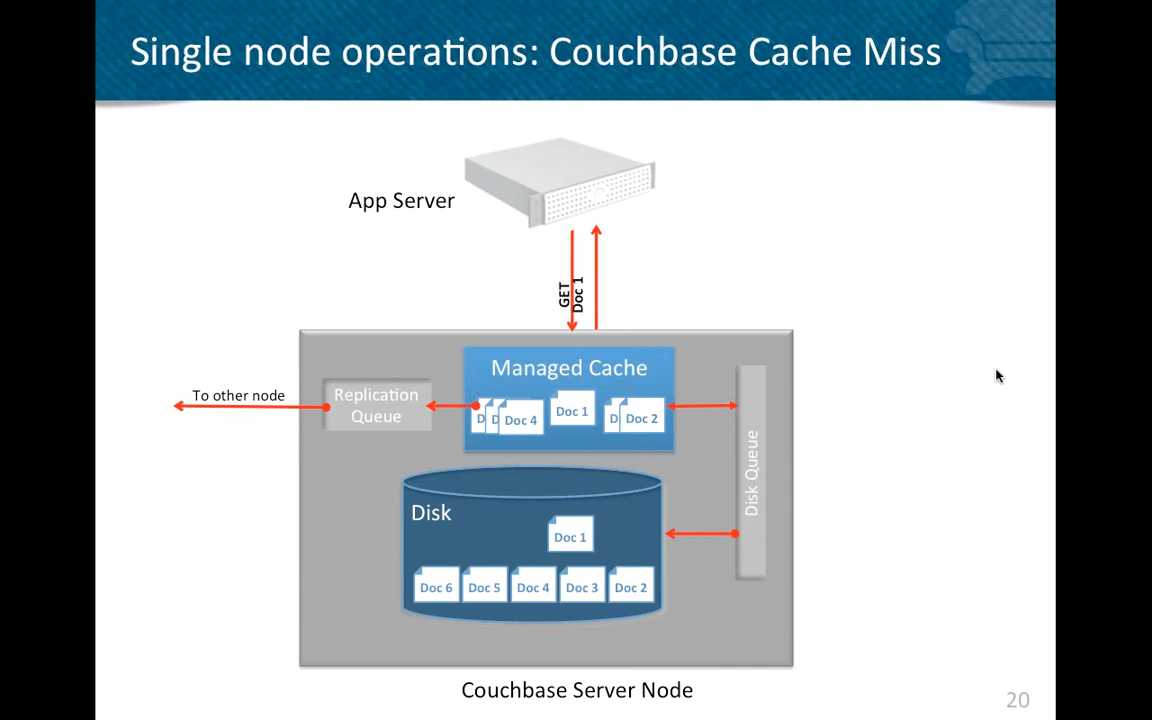 Single node operations: Couchbase Cache Miss
App Server
GET
Doc 1
Managed Cache
To other node
Replication
Queue
D
D
Doc 4
Doc 1
D
Doc 2
Disk Queue
Disk
Doc 1
Doc 6
Doc 5
Doc 4
Doc 3
Doc 2
Couchbase Server Node
20